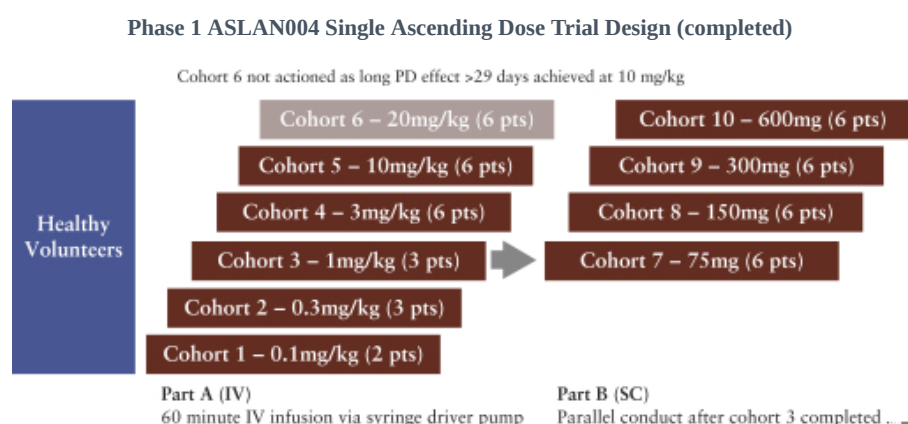 Phase 1 ASLAN004 Single Ascending Dose Trial Design (completed)
Cohort 6 not actioned as long PD effect >29 days achieved at 10 mg/kg
Healthy
Volunteers
Cohort 6 – 20mg/kg (6 pts)
Cohort 5 – 10mg/kg (6 pts)
Cohort 4 – 3mg/kg (6 pts)
Cohort 3 – 1mg/kg (3 pts)
Cohort 2 – 0.3mg/kg (3 pts)
Cohort 1 – 0.1mg/kg (2 pts)
Part A (IV)
60 minute IV infusion via syringe driver pump
Cohort 10 – 600mg (6 pts)
Cohort 9 – 300mg (6 pts)
Cohort 8 – 150mg (6 pts)
Cohort 7 – 75mg (6 pts)
Part B (SC)
Parallel conduct after cohort 3 completed